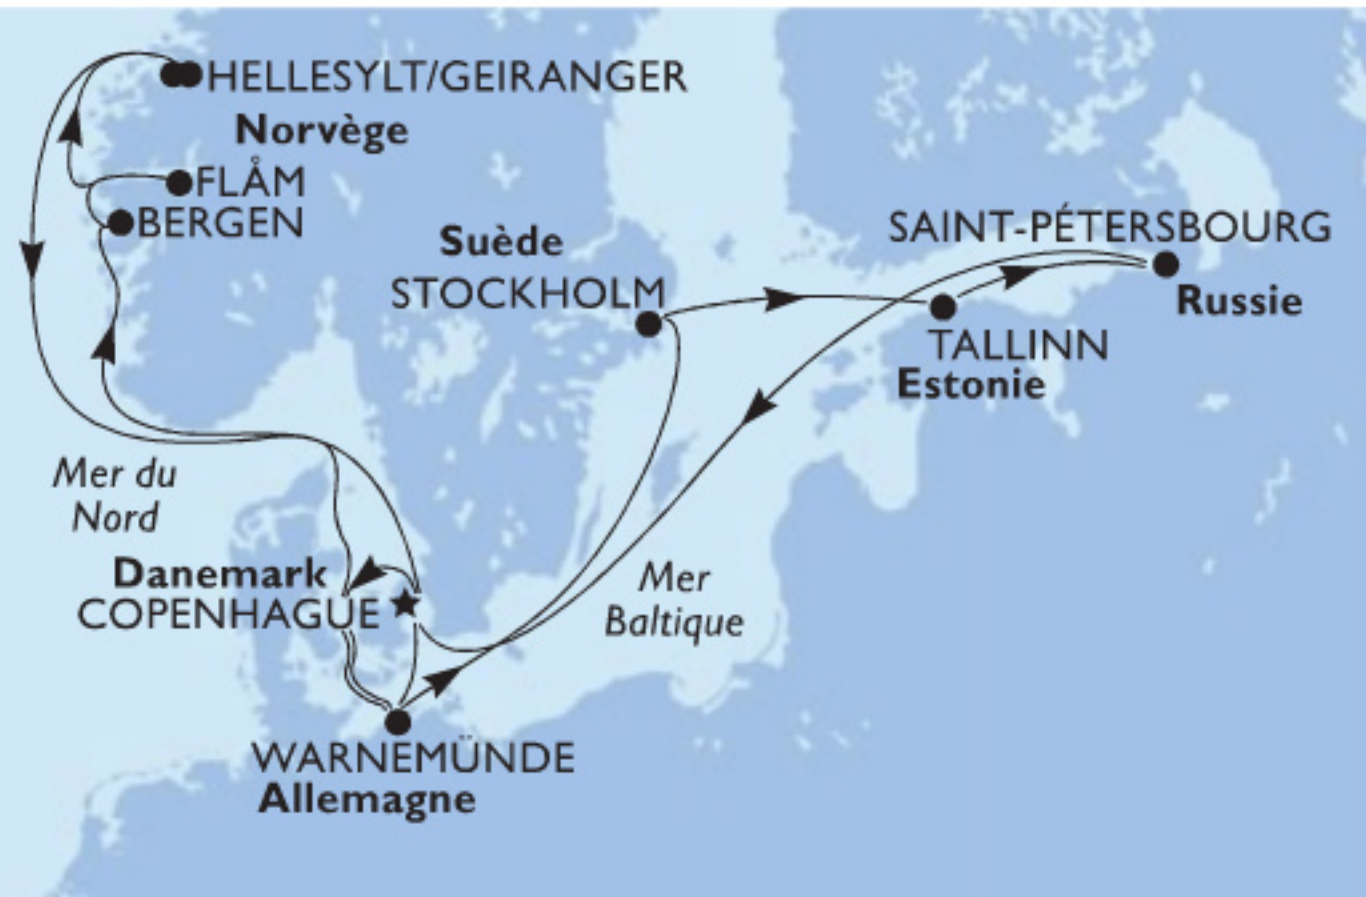 HELLESYLT/GEIRANGER
Norvège
FLÅM
BERGEN
Suède
STOCKHOLM
SAINT-PÉTERSBOURG
Russie
TALLINN
Estonie
Mer du
Nord
Danemark
COPENHAGUE
Mer
Baltique
WARNEMÜNDE
Allemagne